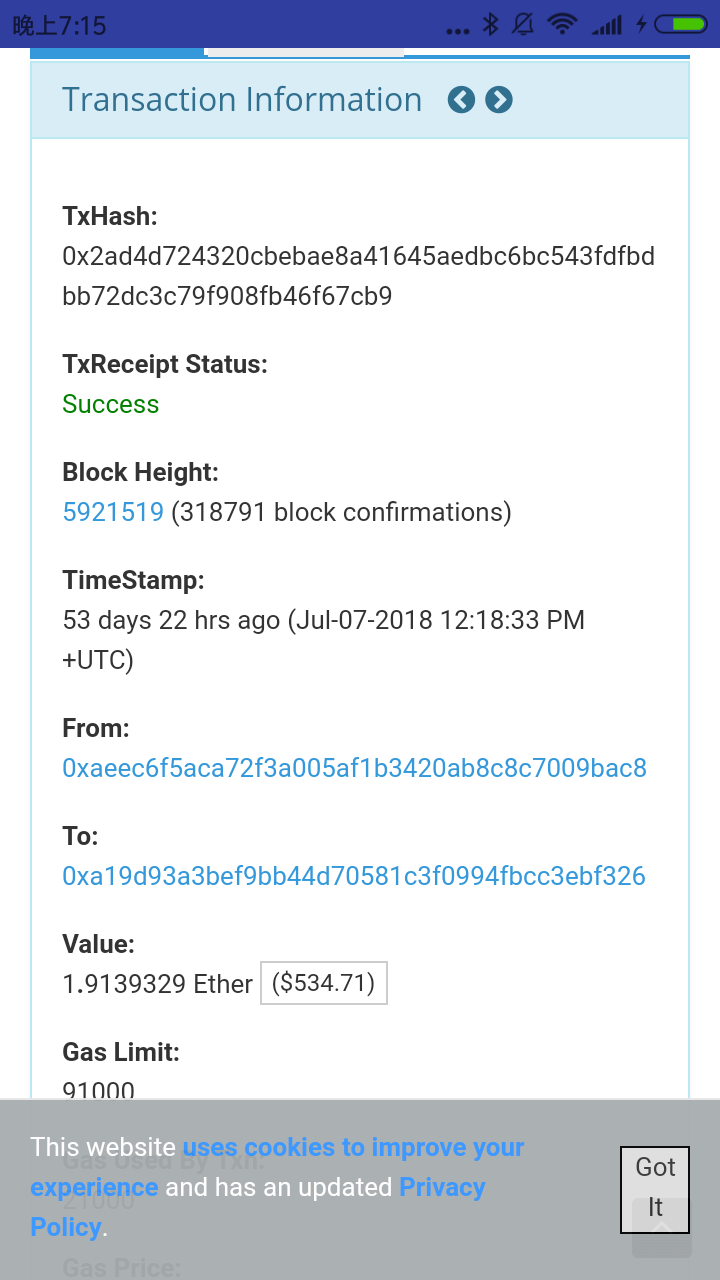 晚上7:15
Transaction Information
TxHash:
0x2ad4d724320cbebae8a41645aedbc6bc543fdfbd
bb72dc3c79f908fb46f67cb9
TxReceipt Status:
Success
Block Height:
5921519 (318791 block confirmations)
TimeStamp:
53 days 22 hrs ago (Jul-07-2018 12:18:33 PM
+UTC)
From:
0xaeec6f5aca72f3a005af1b3420ab8c8c7009bac8
To:
0xa19d93a3bef9bb44d70581c3f0994fbcc3ebf326
Value:
1.9139329 Ether ($534.71)
Gas Limit:
91000
This website uses cookies to improve your
experience and has an updated Privacy
Policy.
Got
It
Gas Used By Txn:
21000
Gas Price: